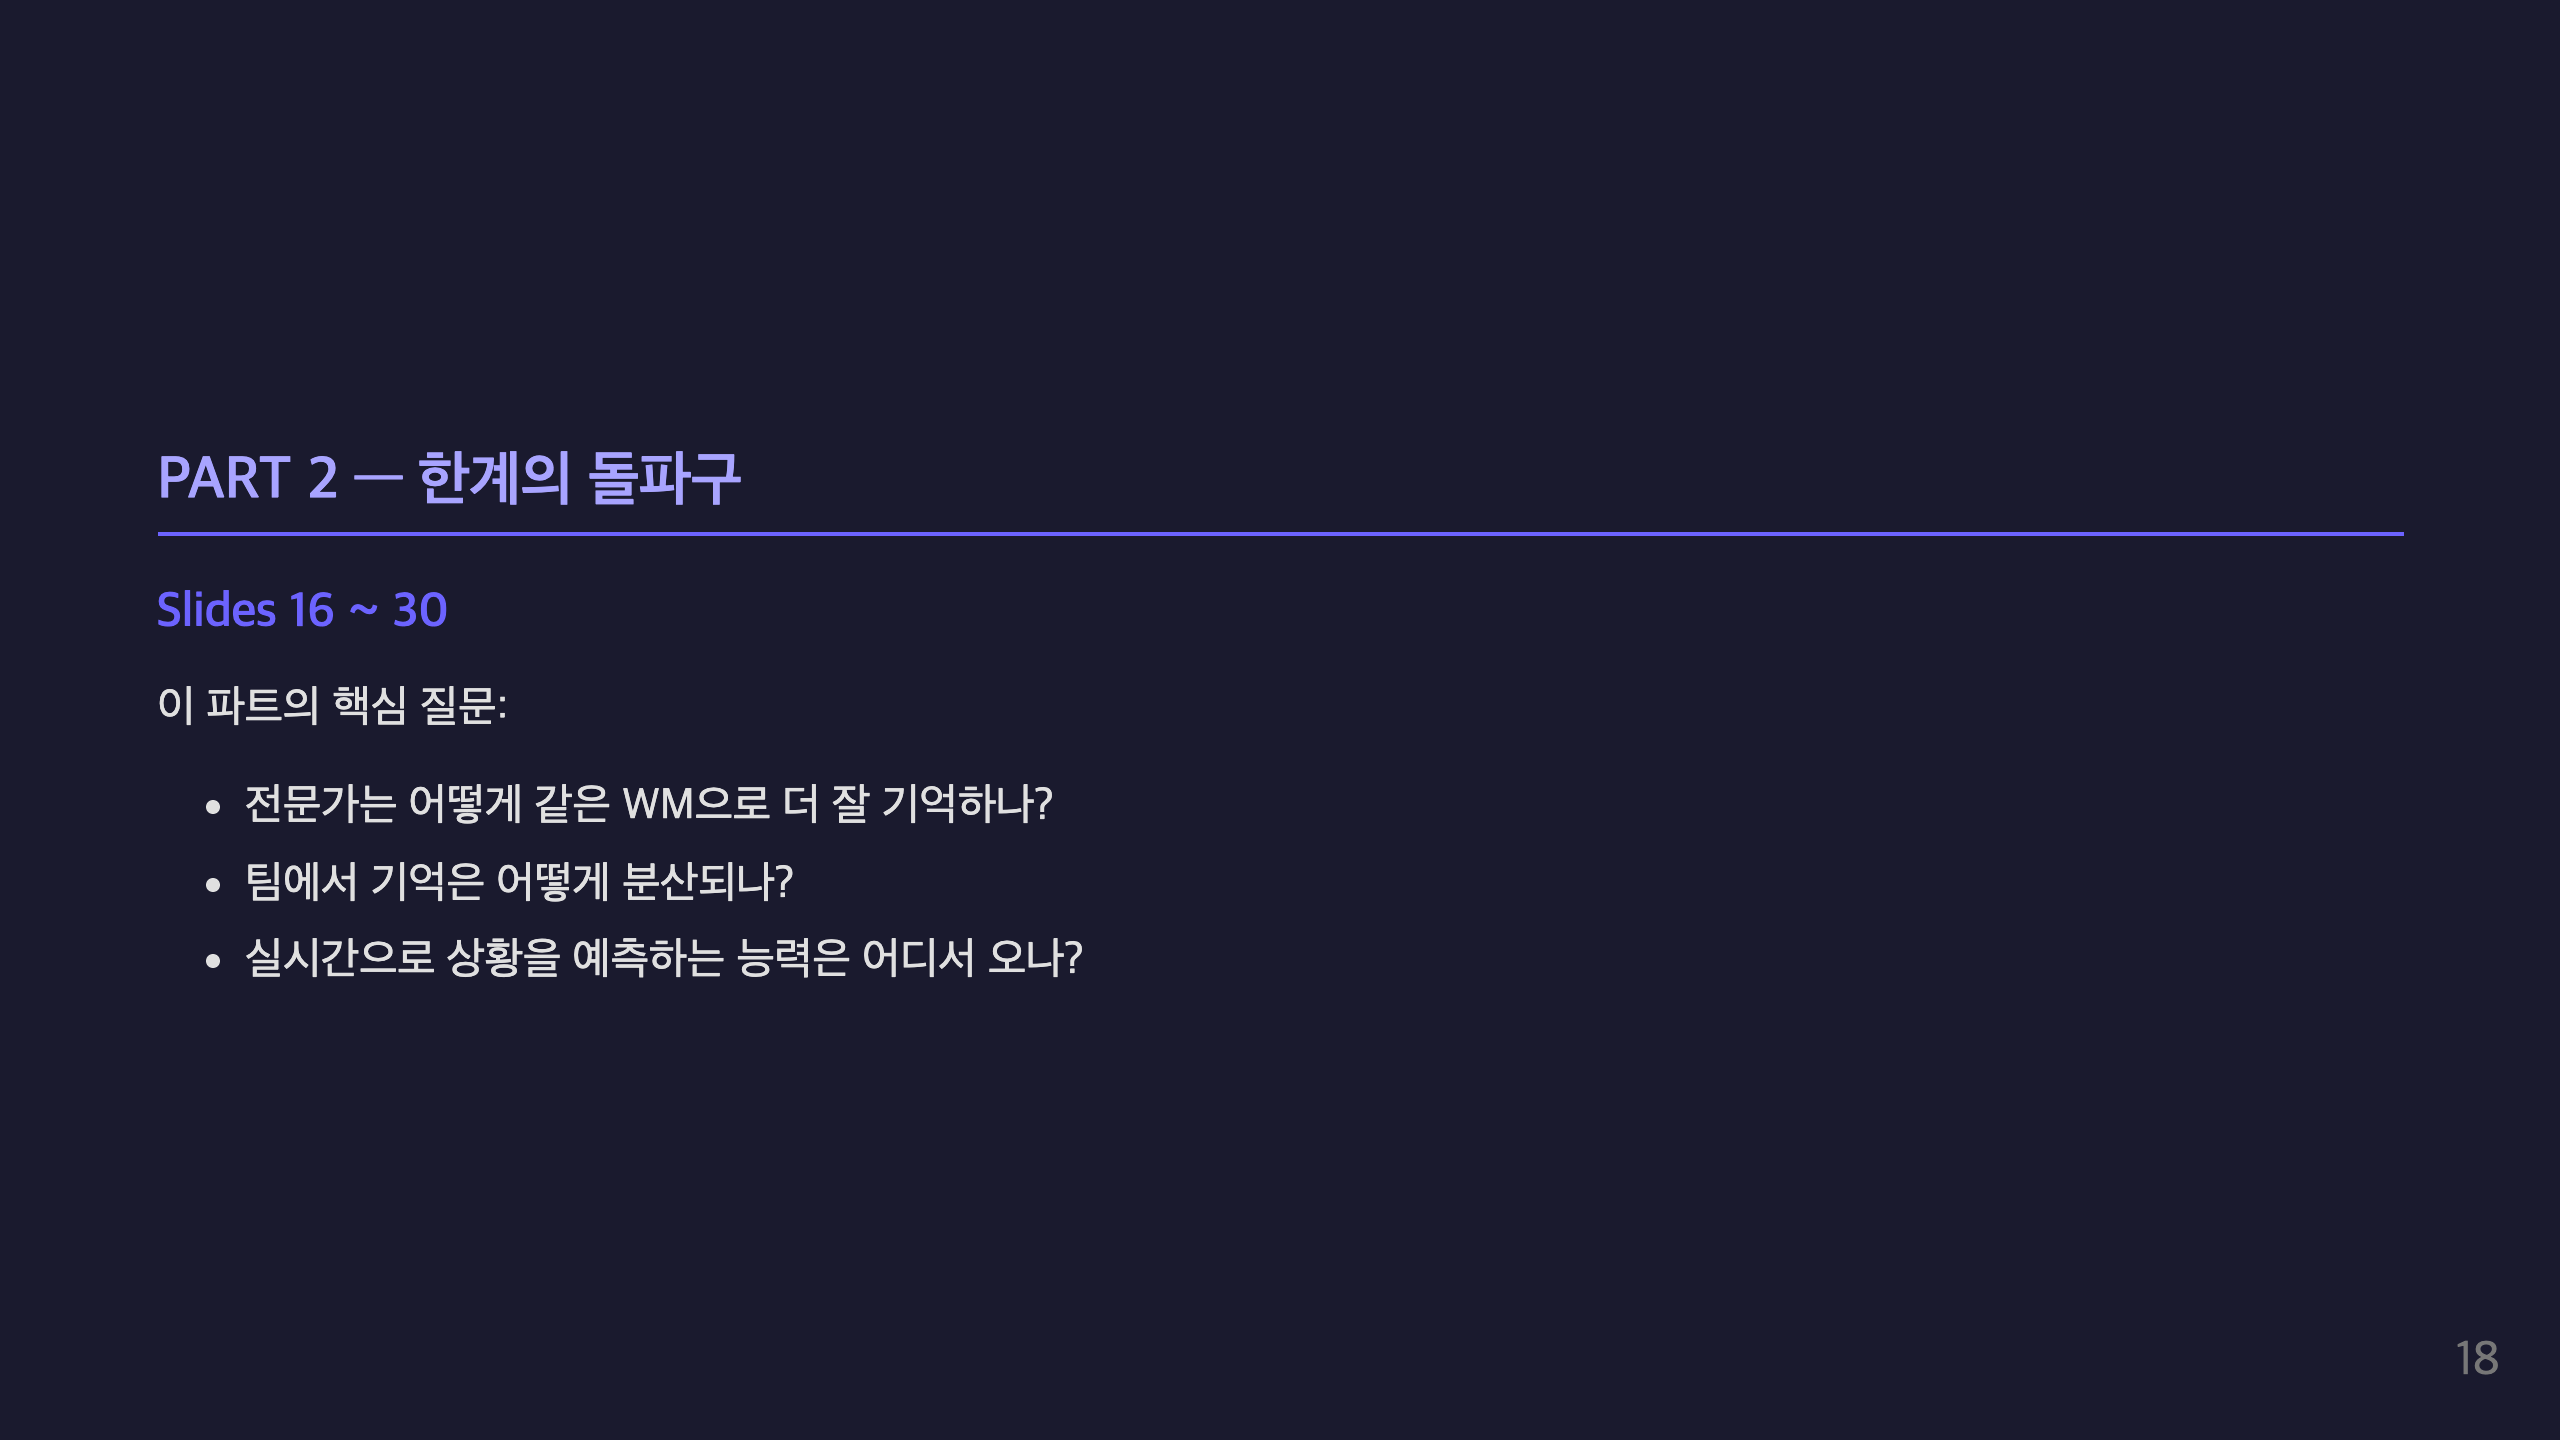 PART 2 — 한계의 돌파구
Slides 16 ~ 30
이 파트의 핵심 질문:
• 전문가는 어떻게 같은 WM으로 더 잘 기억하나?
• 팀에서 기억은 어떻게 분산되나?
• 실시간으로 상황을 예측하는 능력은 어디서 오나?
18